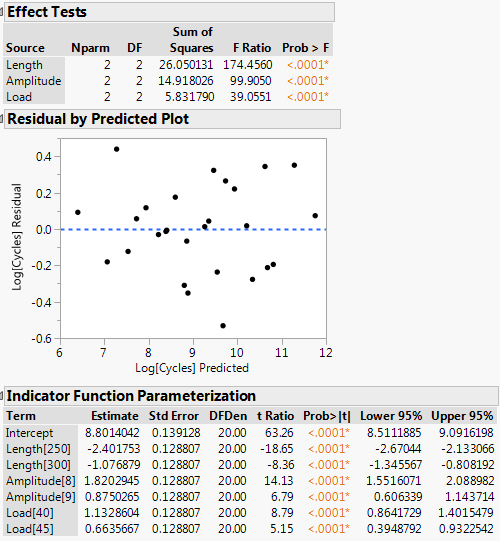 Effect Tests
Sum of
Source Nparm DF Squares F Ratio Prob > F
Length 2 2 26.050131 174.4560 <.0001*
Amplitude 2 2 14.918026 99.9050 <.0001*
Load 2 2 5.831790 39.0551 <.0001*
Residual by Predicted Plot
0.4
0.2
0.0
-0.2
-0.4
-0.6
Log[Cycles] Residual
6 7 8 9 10 11 12
Log[Cycles] Predicted
Indicator Function Parameterization
Term Estimate Std Error DFDen t Ratio Prob>|t| Lower 95% Upper 95%
Intercept 8.8014042 0.139128 20.00 63.26 <.0001* 8.5111885 9.0916198
Length[250] -2.401753 0.128807 20.00 -18.65 <.0001* -2.67044 -2.133066
Length[300] -1.076879 0.128807 20.00 -8.36 <.0001* -1.345567 -0.808192
Amplitude[8] 1.8202945 0.128807 20.00 14.13 <.0001* 1.5516071 2.088982
Amplitude[9] 0.8750265 0.128807 20.00 6.79 <.0001* 0.606339 1.143714
Load[40] 1.1328604 0.128807 20.00 8.79 <.0001* 0.8641729 1.4015479
Load[45] 0.6635667 0.128807 20.00 5.15 <.0001* 0.3948792 0.9322542